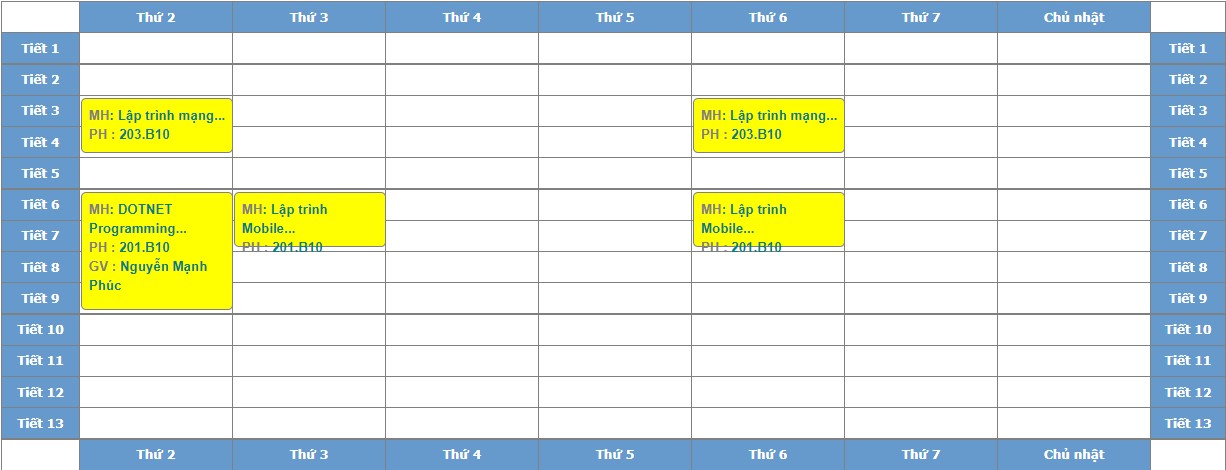 Thứ 2 Thứ 3 Thứ 4 Thứ 5 Thứ 6 Thứ 7 Chủ nhật
Tiết 1 Tiết 1
Tiết 2 Tiết 2
Tiết 3 Tiết 3
MH: Lập trình mạng... MH: Lập trình mạng...
PH : 203.B10 PH : 203.B10
Tiết 4 Tiết 4
Tiết 5 Tiết 5
Tiết 6 Tiết 6
MH: DOTNET MH: Lập trình MH: Lập trình
Programming... Mobile... Mobile...
Tiết 7 Tiết 7
PH : 201.B10 PH : 201.B10 PH : 201.B10
Tiết 8 Tiết 8
GV : Nguyễn Mạnh
Phúc
Tiết 9 Tiết 9
Tiết 10 Tiết 10
Tiết 11 Tiết 11
Tiết 12 Tiết 12
Tiết 13 Tiết 13
Thứ 2 Thứ 3 Thứ 4 Thứ 5 Thứ 6 Thứ 7 Chủ nhật